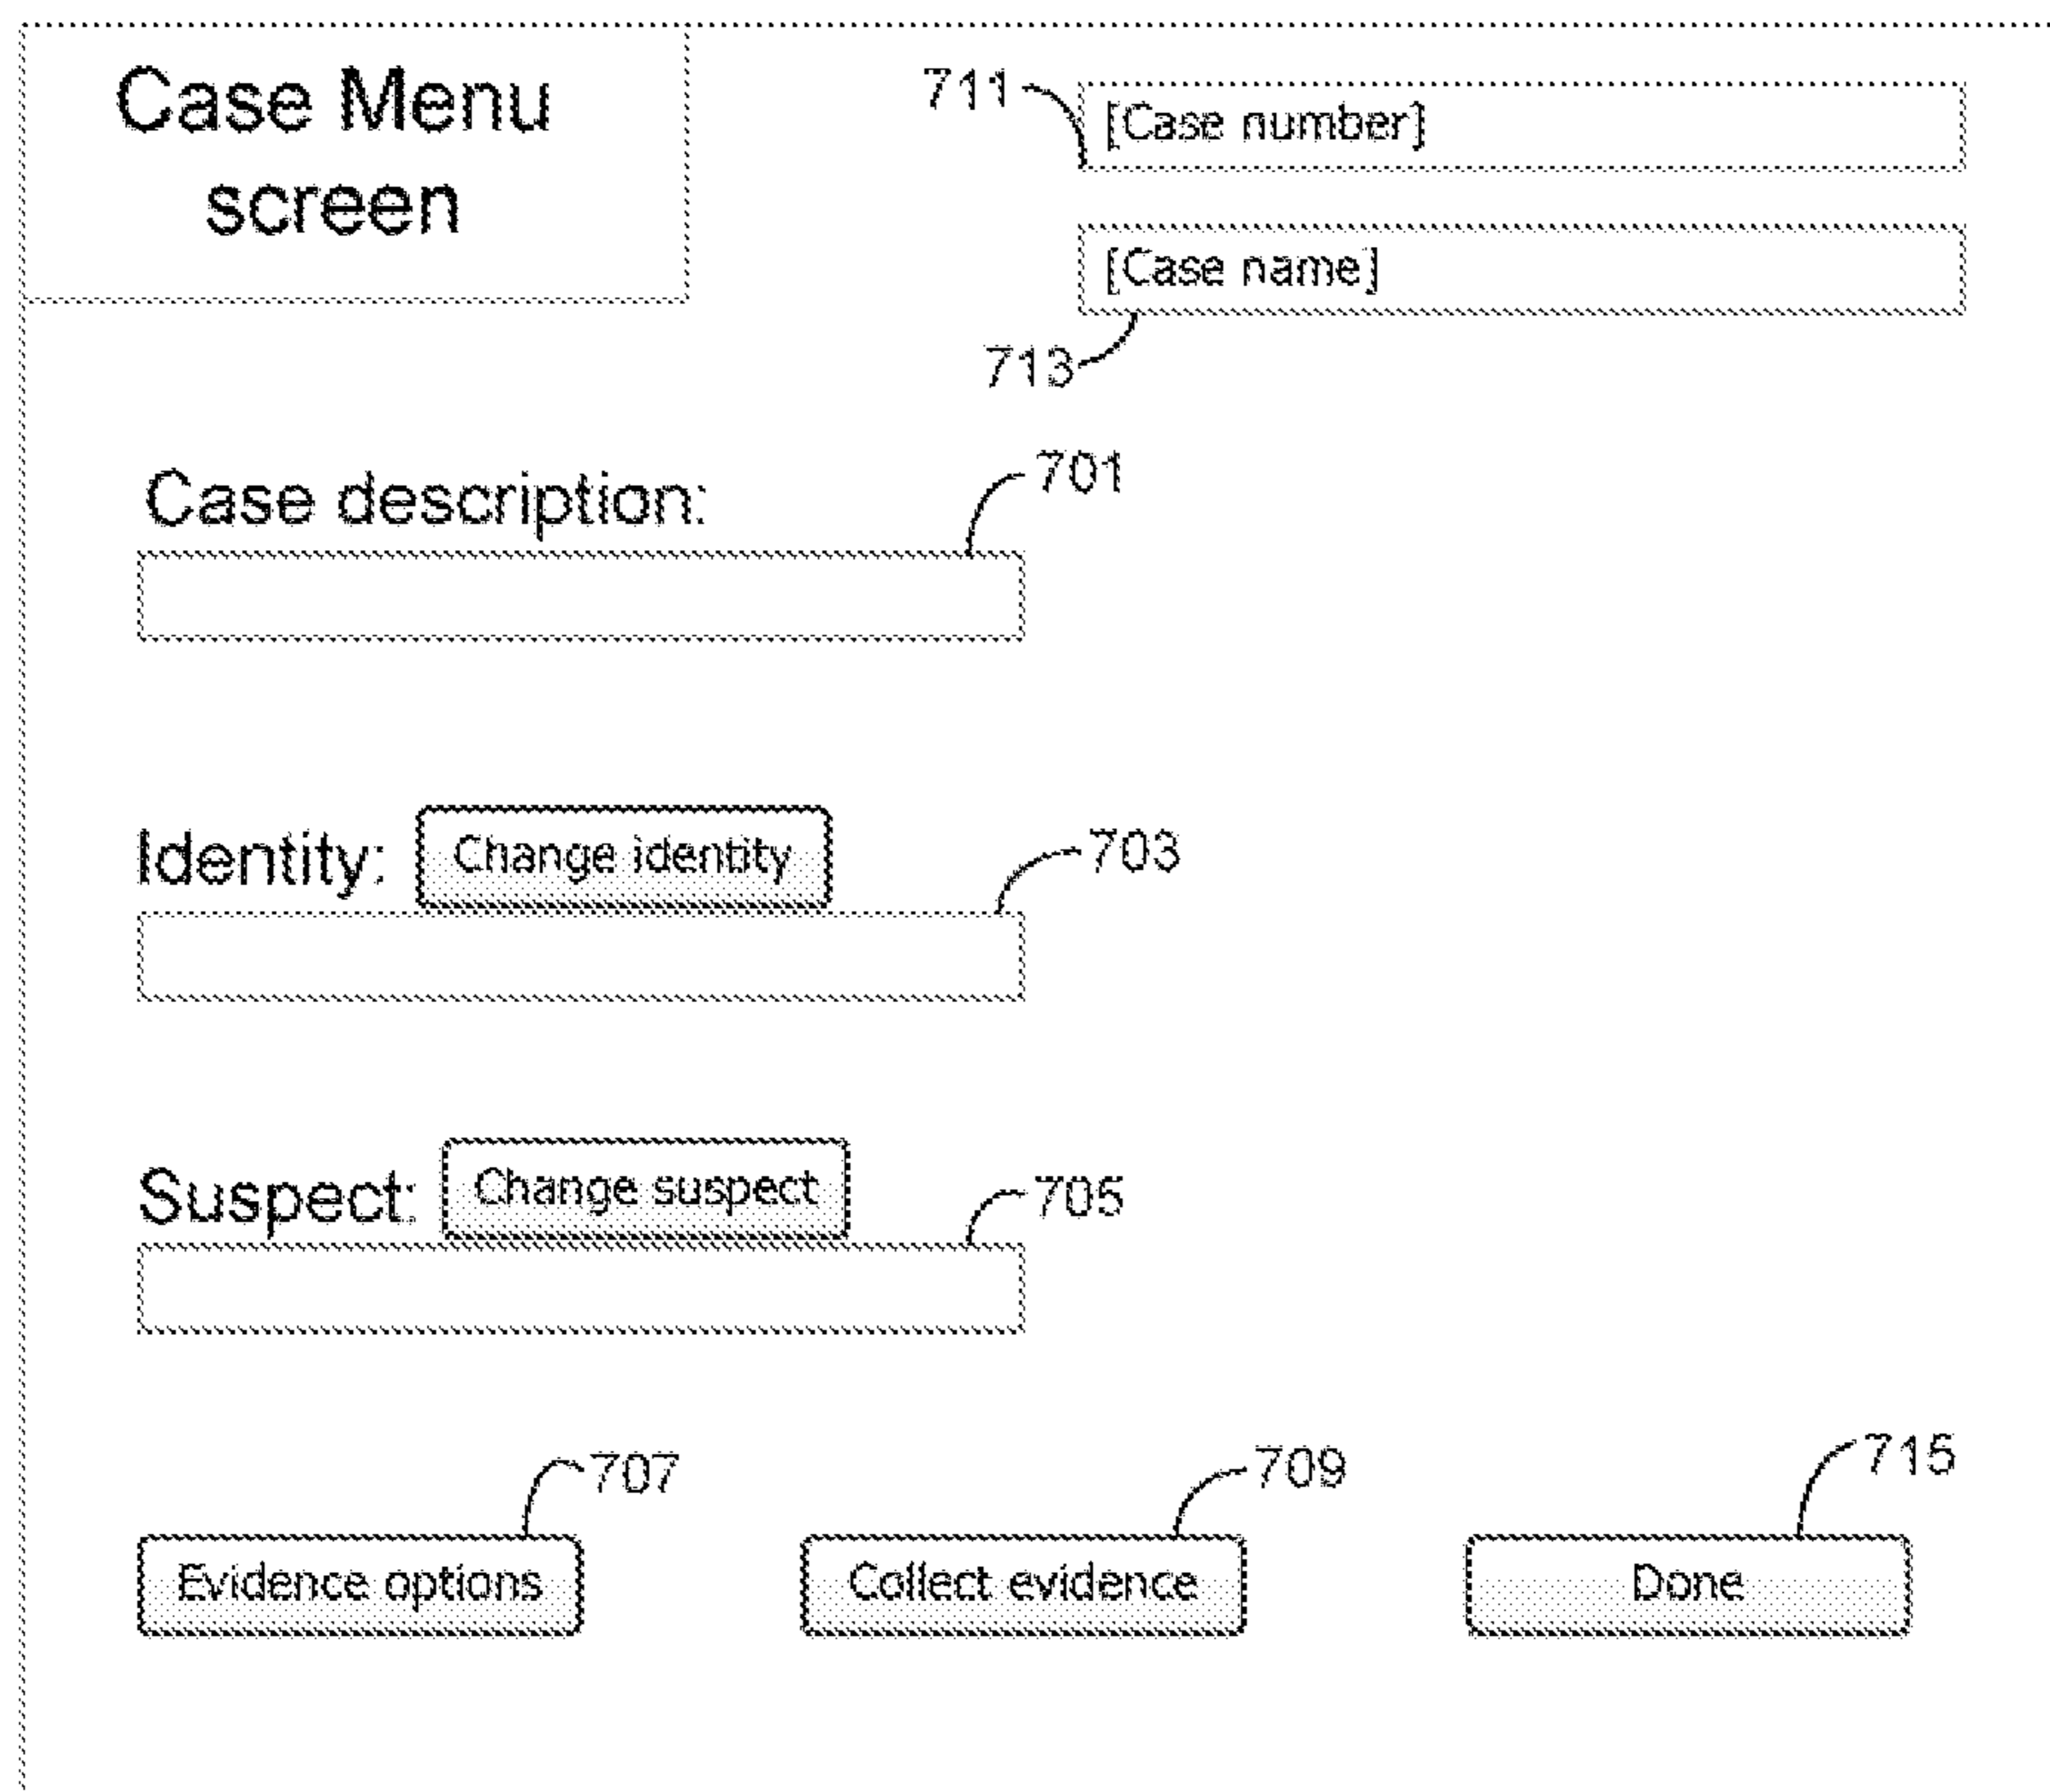 Case Menu
screen
711
[Case number]
[Case name]
713
Case description:
701
Identity:
Change identity
703
Suspect:
Change suspect
705
707
709
715
Evidence options
Collect evidence
Done